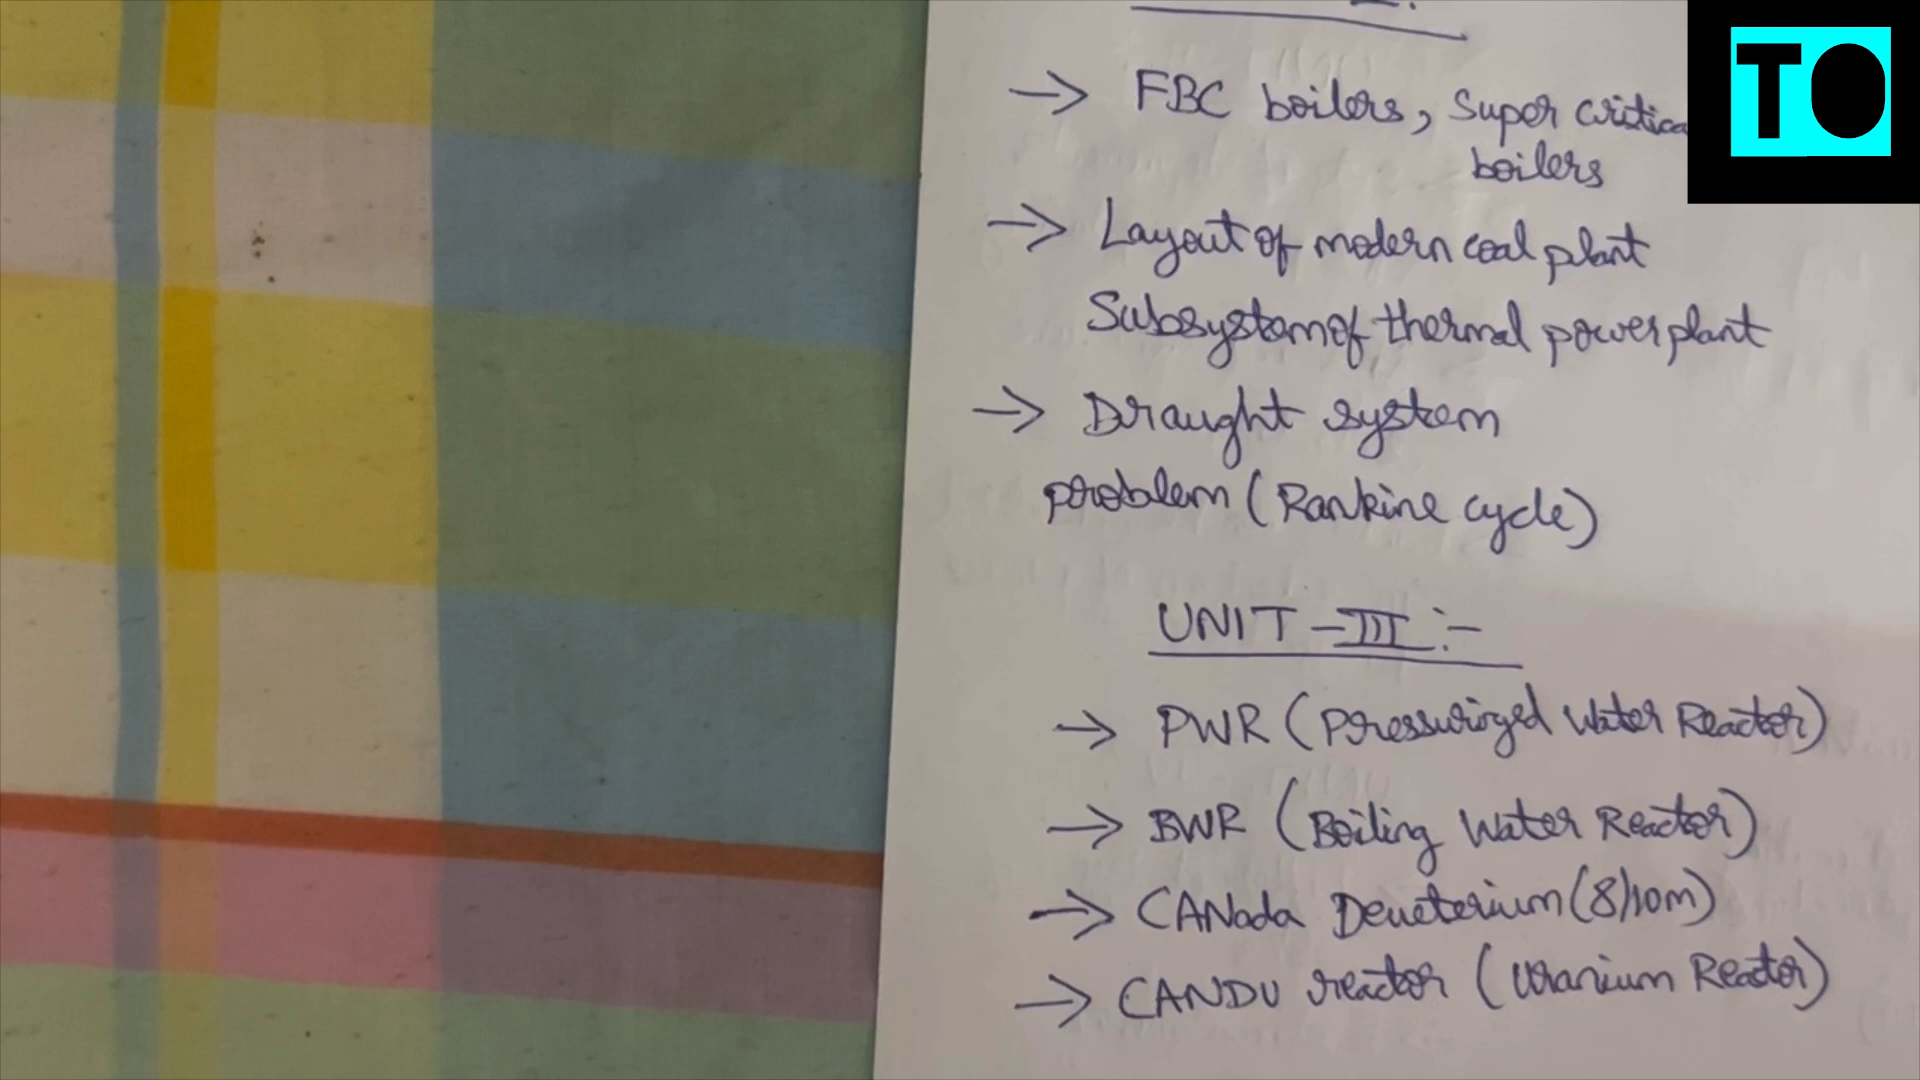 TO
→ FBC boilers, Super critica
boilers
→ Layout of modern coal plant
Subsystem of thermal power plant
→ Draught system
problem (Rankine cycle)
UNIT -III :-
→ PWR (Pressurized Water Reactor)
→ BWR (Boiling Water Reactor)
→ CANada Deuterium (8/10m)
→ CANDU reactor (Uranium Reactor)